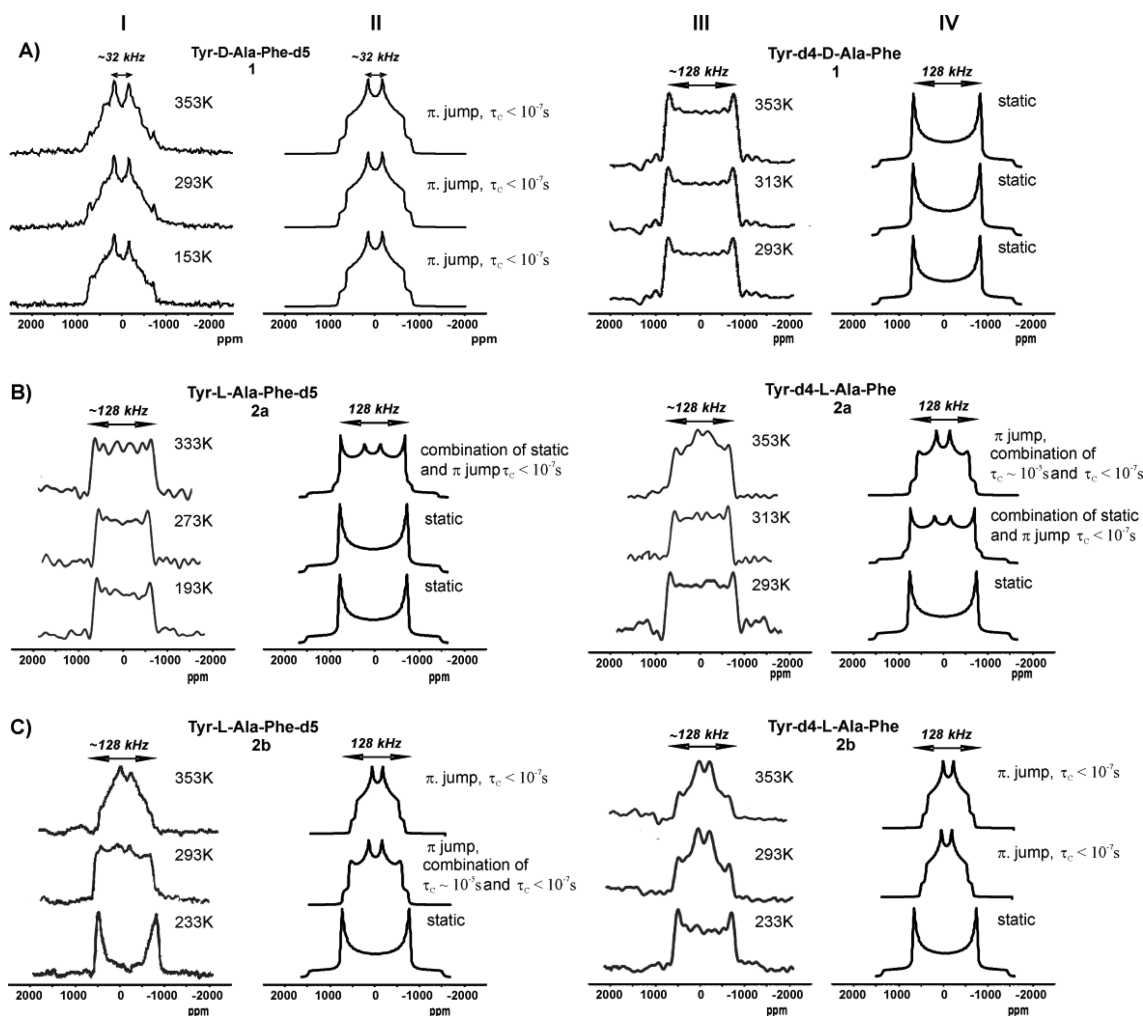 I II III IV
A)
Tyr-D-Ala-Phe-d5
1
Tyr-d4-D-Ala-Phe
1
~32 kHz
~32 kHz
~128 kHz
128 kHz
353K
π. jump, τc < 10⁻⁷s
353K
static
293K
π. jump, τc < 10⁻⁷s
313K
static
153K
π. jump, τc < 10⁻⁷s
293K
static
2000 1000 0 -1000 -2000
ppm
2000 1000 0 -1000 -2000
ppm
2000 1000 0 -1000 -2000
ppm
2000 1000 0 -1000 -2000
ppm
B)
Tyr-L-Ala-Phe-d5
2a
Tyr-d4-L-Ala-Phe
2a
~128 kHz
128 kHz
~128 kHz
128 kHz
333K
combination of static
and π jump τc < 10⁻⁷s
353K
π jump,
combination of
τc ~ 10⁻⁵s and τc < 10⁻⁷s
273K
static
313K
combination of static
and π jump τc < 10⁻⁷s
193K
static
293K
static
2000 1000 0 -1000 -2000
ppm
2000 1000 0 -1000 -2000
ppm
2000 1000 0 -1000 -2000
ppm
2000 1000 0 -1000 -2000
ppm
C)
Tyr-L-Ala-Phe-d5
2b
Tyr-d4-L-Ala-Phe
2b
~128 kHz
128 kHz
~128 kHz
128 kHz
353K
π. jump, τc < 10⁻⁷s
353K
π. jump, τc < 10⁻⁷s
293K
π jump,
combination of
τc ~ 10⁻⁵s and τc < 10⁻⁷s
293K
π. jump, τc < 10⁻⁷s
233K
static
233K
static
2000 1000 0 -1000 -2000
ppm
2000 1000 0 -1000 -2000
ppm
2000 1000 0 -1000 -2000
ppm
2000 1000 0 -1000 -2000
ppm